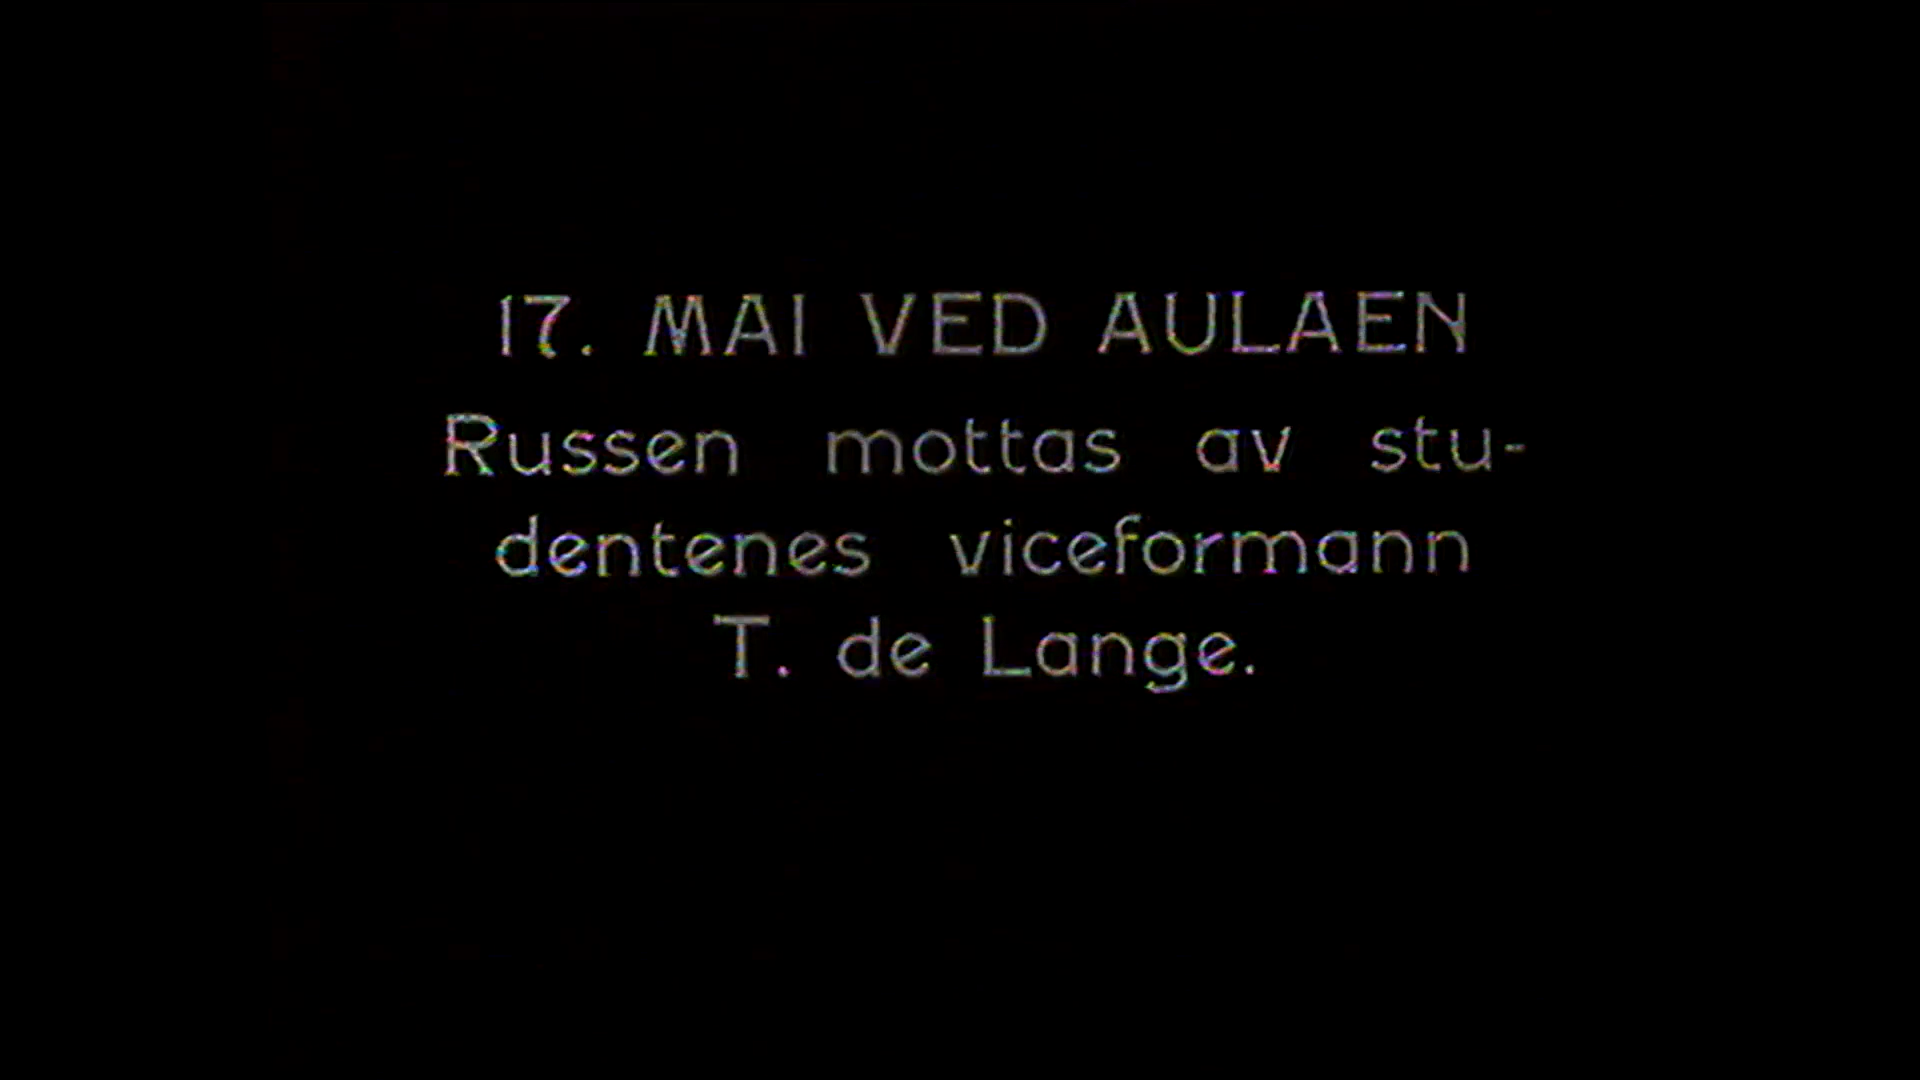 17. MAI VED AULAEN
Russen mottas av stu-
dentenes viceformann
T. de Lange.